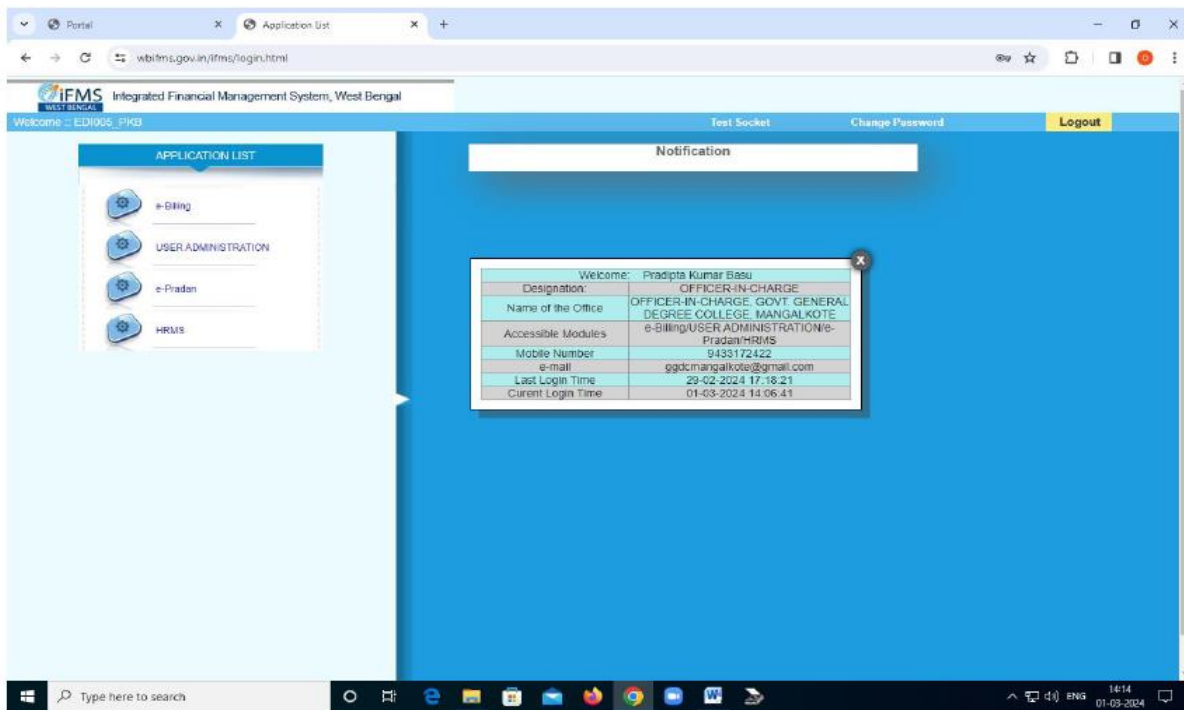 Portal
Application List
wbifms.gov.in/ifms/login.html
iFMS Integrated Financial Management System, West Bengal
WEST BENGAL
Welcome :: EDI005_PKB
Test Socket
Change Password
Logout
APPLICATION LIST
e-Billing
USER ADMINISTRATION
e-Pradan
HRMS
Notification
X
Welcome: Pradipta Kumar Basu
Designation: OFFICER-IN-CHARGE
Name of the Office OFFICER-IN-CHARGE, GOVT. GENERAL
DEGREE COLLEGE, MANGALKOTE
Accessible Modules e-Billing/USER ADMINISTRATION/e-
Pradan/HRMS
Mobile Number 9433172422
e-mail ggdcmangalkote@gmail.com
Last Login Time 29-02-2024 17:18:21
Curent Login Time 01-03-2024 14:06:41
Type here to search
ENG
14:14
01-03-2024